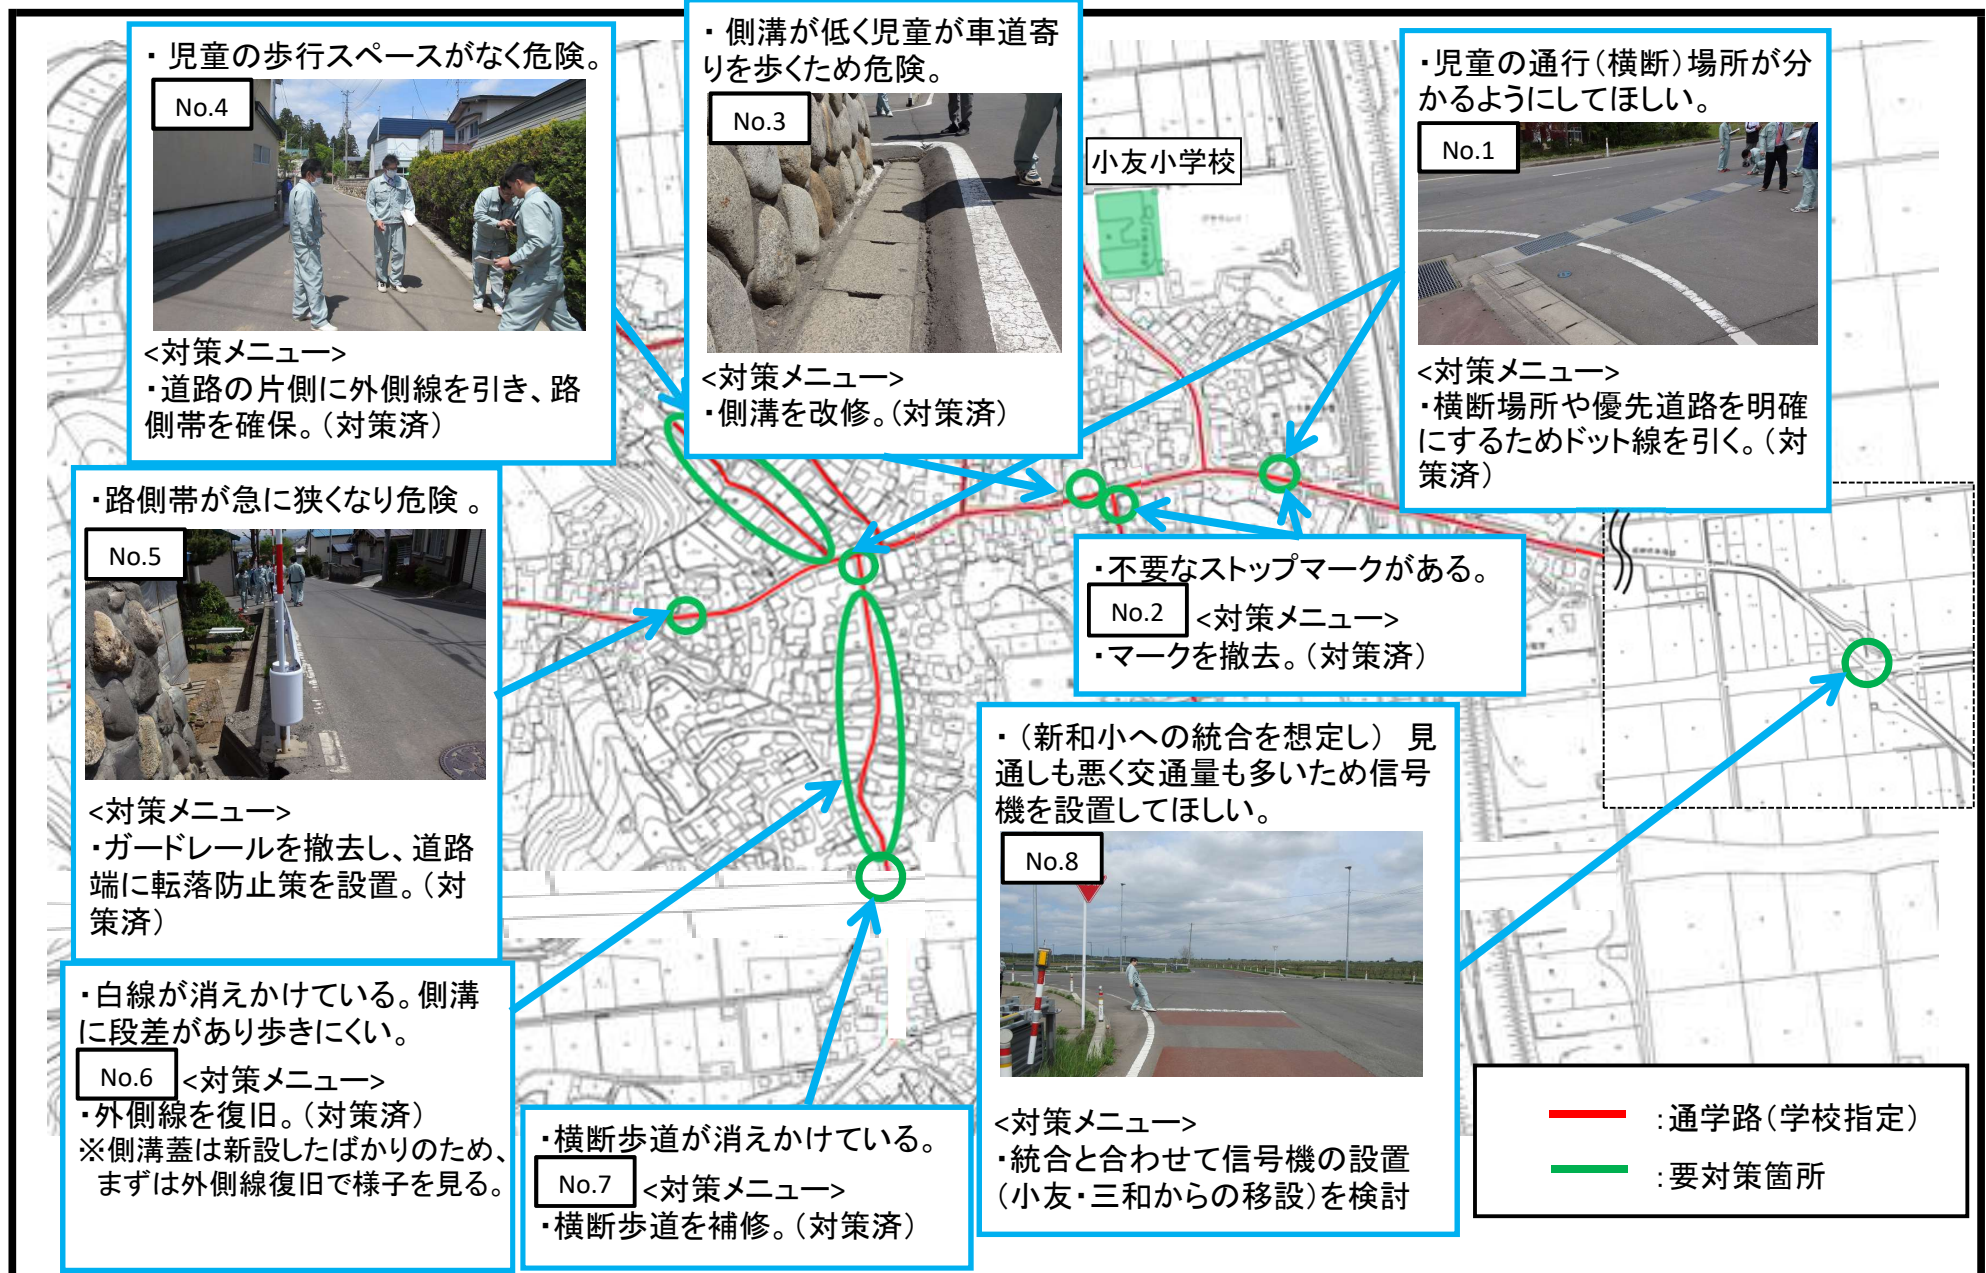 ・児童の歩行スペースがなく危険。
No.4
<対策メニュー>
・道路の片側に外側線を引き、路
側帯を確保。（対策済）
・側溝が低く児童が車道寄
りを歩くため危険。
No.3
<対策メニュー>
・側溝を改修。（対策済）
小友小学校
・児童の通行（横断）場所が分
かるようにしてほしい。
No.1
<対策メニュー>
・横断場所や優先道路を明確
にするためドット線を引く。（対
策済）
・路側帯が急に狭くなり危険 。
No.5
<対策メニュー>
・ガードレールを撤去し、道路
端に転落防止策を設置。（対
策済）
・不要なストップマークがある。
No.2
<対策メニュー>
・マークを撤去。（対策済）
・白線が消えかけている。側溝
に段差があり歩きにくい。
No.6
<対策メニュー>
・外側線を復旧。（対策済）
※側溝蓋は新設したばかりのため、
まずは外側線復旧で様子を見る。
・横断歩道が消えかけている。
No.7
<対策メニュー>
・横断歩道を補修。（対策済）
・（新和小への統合を想定し） 見
通しも悪く交通量も多いため信号
機を設置してほしい。
No.8
<対策メニュー>
・統合と合わせて信号機の設置
（小友・三和からの移設）を検討
：通学路（学校指定）
：要対策箇所